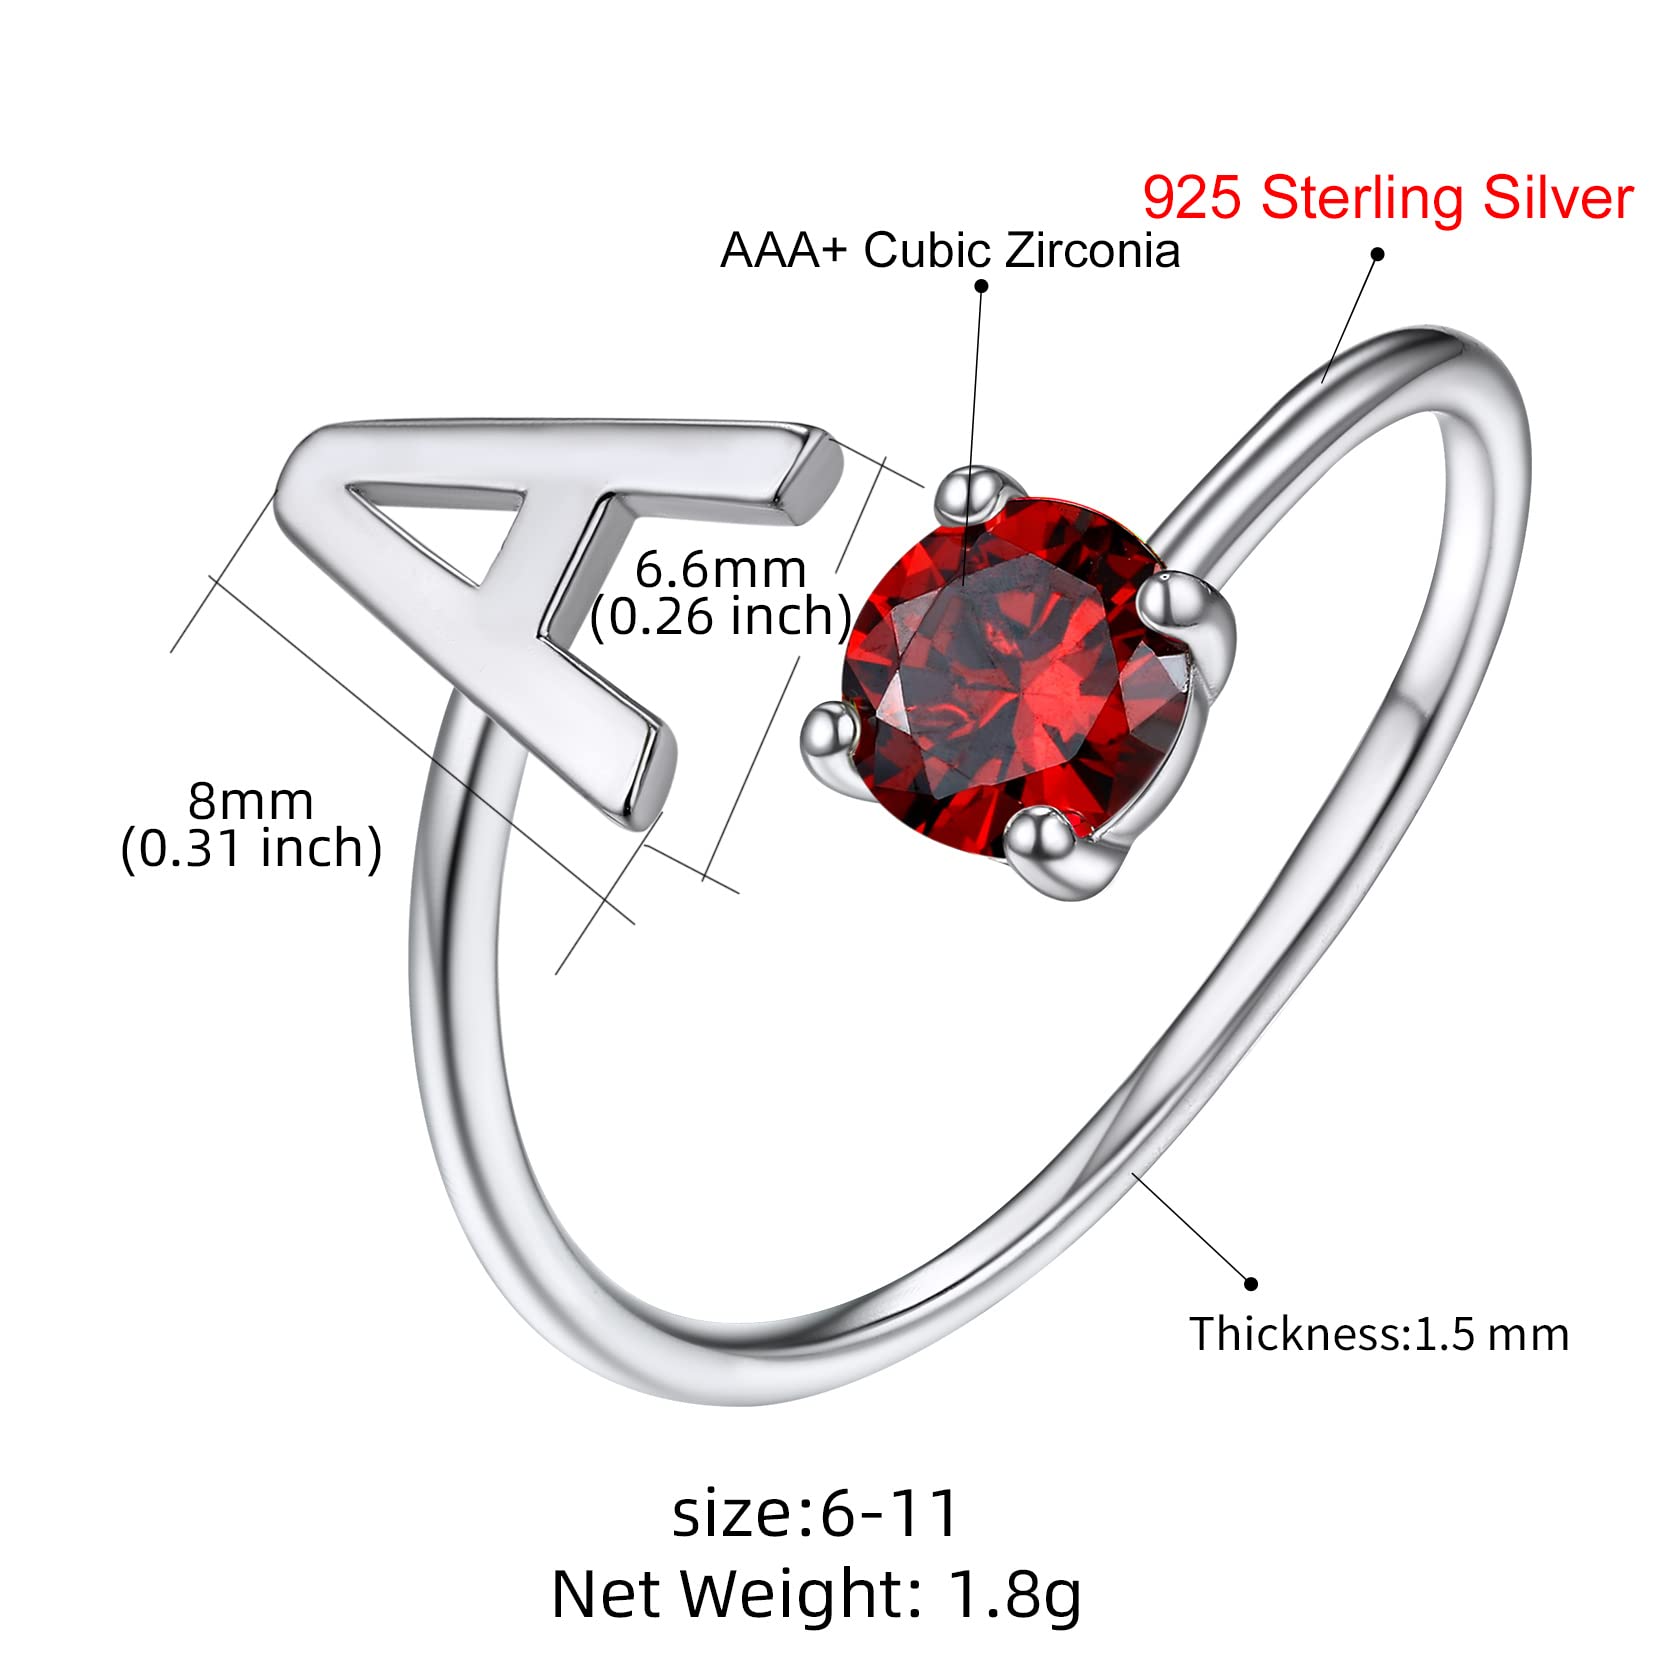 925 Sterling Silver
AAA+ Cubic Zirconia
6.6mm
(0.26 inch)
8mm
(0.31 inch)
Thickness:1.5 mm
size:6-11
Net Weight: 1.8g